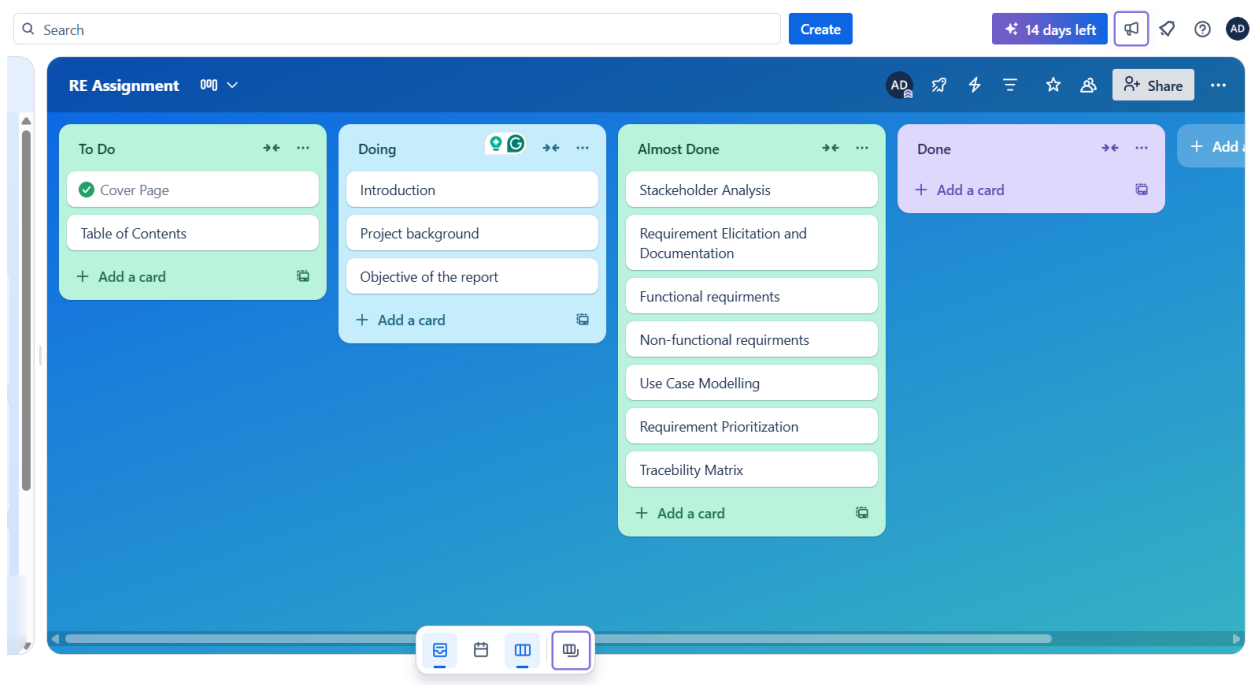 Search
Create
14 days left
AD
RE Assignment
AD
Share
To Do
Cover Page
Table of Contents
+ Add a card
Doing
Introduction
Project background
Objective of the report
+ Add a card
Almost Done
Stackeholder Analysis
Requirement Elicitation and
Documentation
Functional requirments
Non-functional requirments
Use Case Modelling
Requirement Prioritization
Tracebility Matrix
+ Add a card
Done
+ Add a card
+ Add a